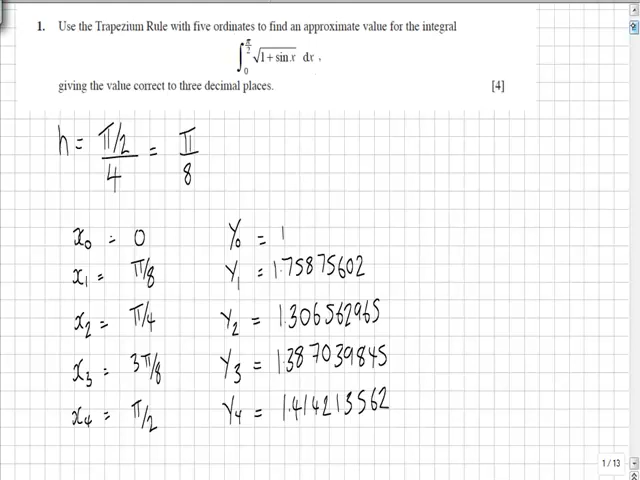 1. Use the Trapezium Rule with five ordinates to find an approximate value for the integral
∫₀^(π/2) √(1 + sin x) dx,
giving the value correct to three decimal places. [4]
h = (π/2)/4 = π/8
x₀ = 0 y₀ = 1
x₁ = π/8 y₁ = 1.75875602
x₂ = π/4 y₂ = 1.306562965
x₃ = 3π/8 y₃ = 1.387039845
x₄ = π/2 y₄ = 1.414213562
1 / 13